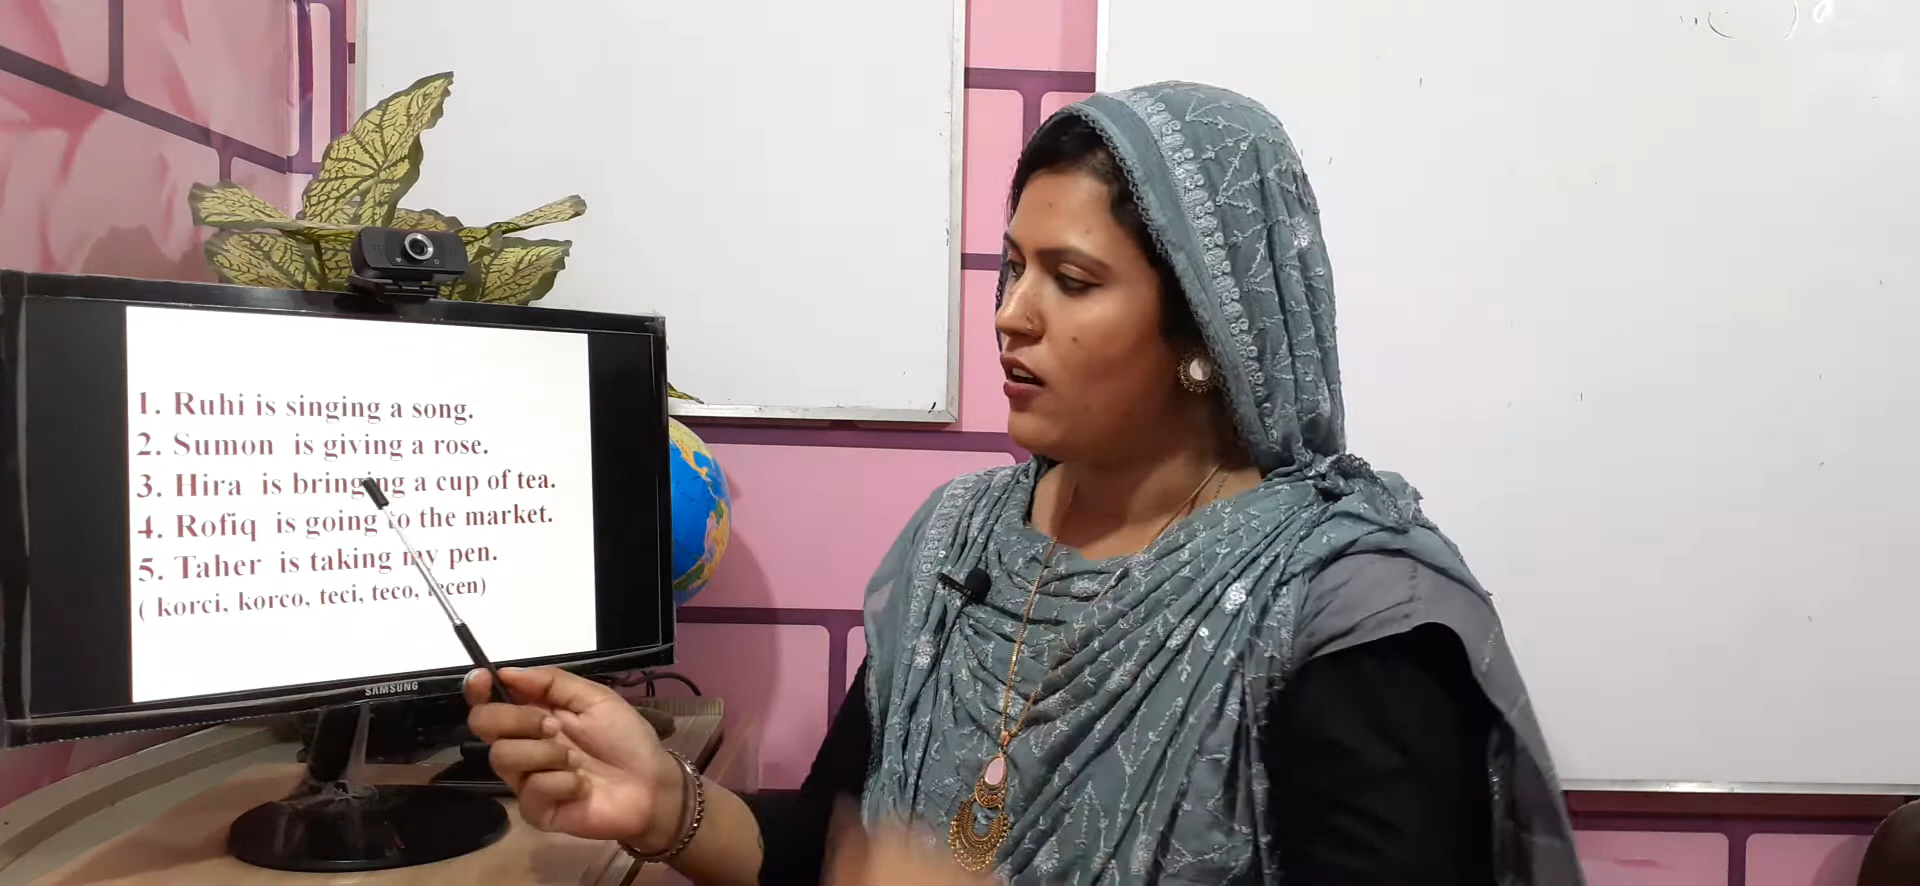 1. Ruhi is singing a song.
2. Sumon is giving a rose.
3. Hira is bringing a cup of tea.
4. Rofiq is going to the market.
5. Taher is taking my pen.
( korci, korco, teci, teco, tecen)
SAMSUNG